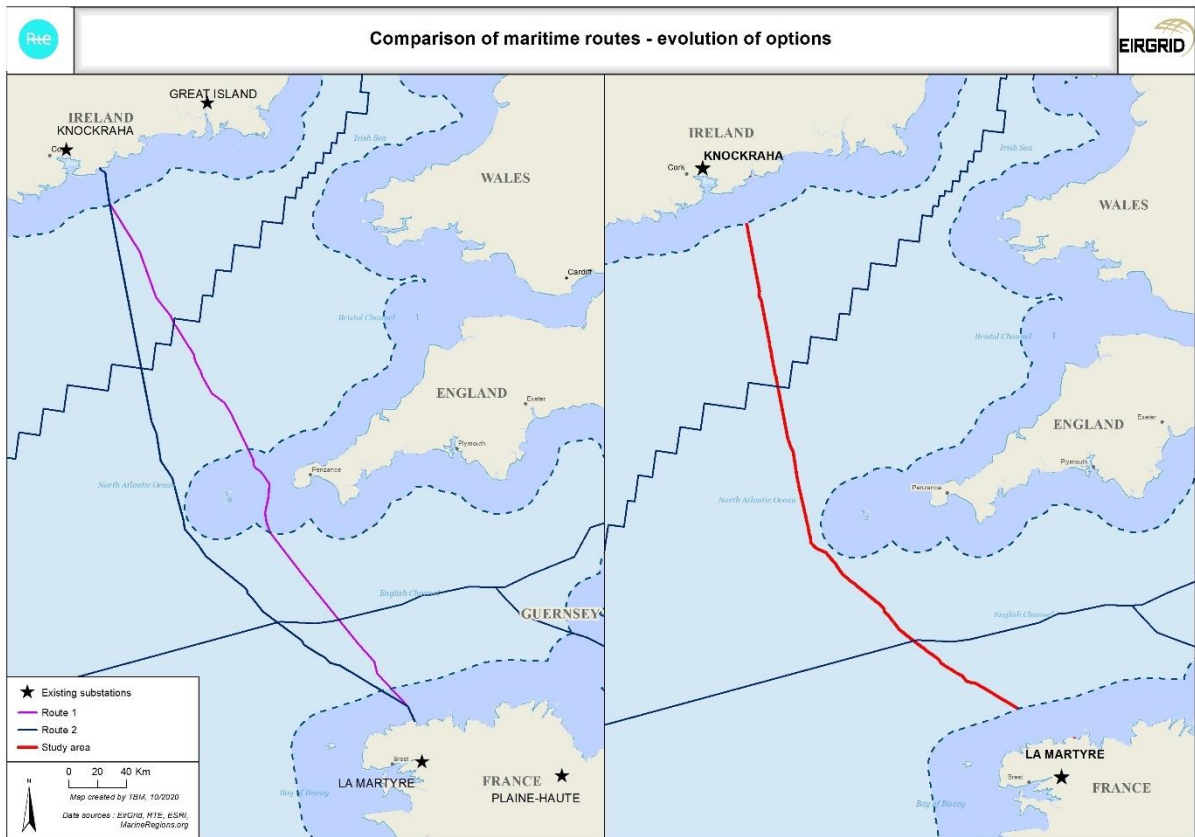 Rte
Comparison of maritime routes - evolution of options
EIRGRID
GREAT ISLAND
IRELAND
KNOCKRAHA
Irish Sea
WALES
Cardiff
Bristol Channel
ENGLAND
Exeter
Plymouth
Penzance
North Atlantic Ocean
English Channel
GUERNSEY
Brest
LA MARTYRE
FRANCE
PLAINE-HAUTE
Bay of Biscay
Existing substations
Route 1
Route 2
Study area
N
0 20 40 Km
Map created by TBM, 10/2020
Data sources : EirGrid, RTE, ESRI,
MarineRegions.org
IRELAND
Irish Sea
Cork
KNOCKRAHA
WALES
Bristol Channel
ENGLAND
Exeter
Plymouth
Penzance
North Atlantic Ocean
English Channel
LA MARTYRE
Brest
FRANCE
Bay of Biscay